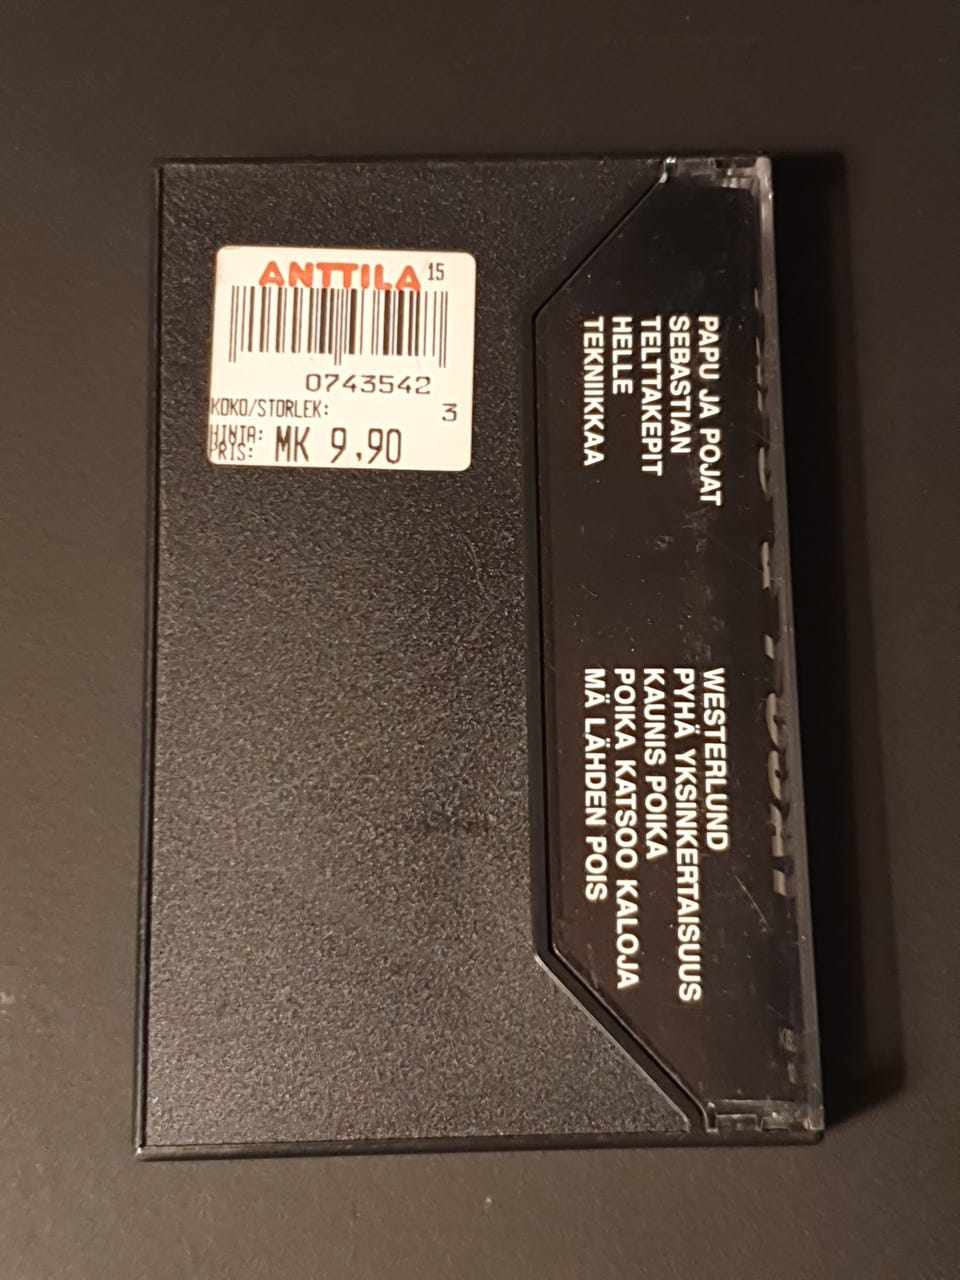 ANTTILA 15
0743542
KOKO/STORLEK: 3
HINTA:
PRIS: MK 9,90
PAPU JA POJAT
SEBASTIAN
TELTTAKEPIT
HELLE
TEKNIIKKAA
WESTERLUND
PYHÄ YKSINKERTAISUUS
KAUNIS POIKA
POIKA KATSOO KALOJA
MÄ LÄHDEN POIS